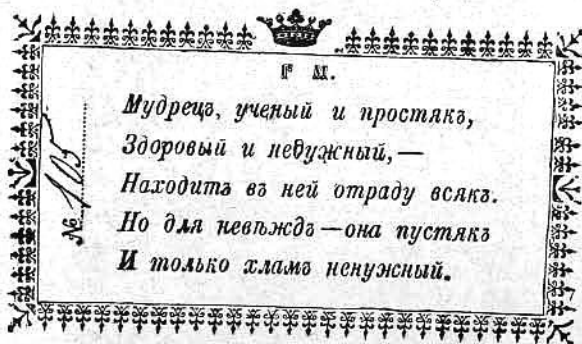 Г М.
Мудрецъ, ученый и простякъ,
Здоровый и недужный,—
Находитъ въ ней отраду всякъ.
Но для невѣждъ—она пустякъ
И только хламъ ненужный.
№ 105